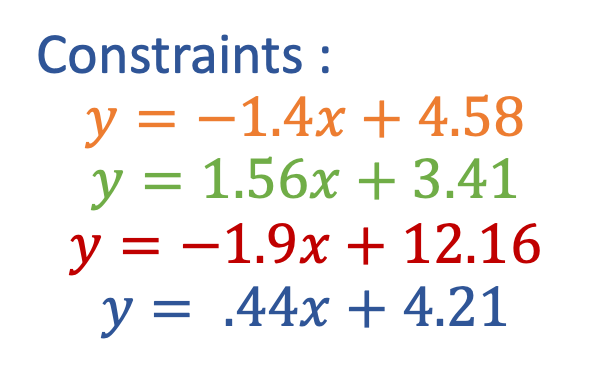 Constraints :
y = −1.4x + 4.58
y = 1.56x + 3.41
y = −1.9x + 12.16
y = .44x + 4.21